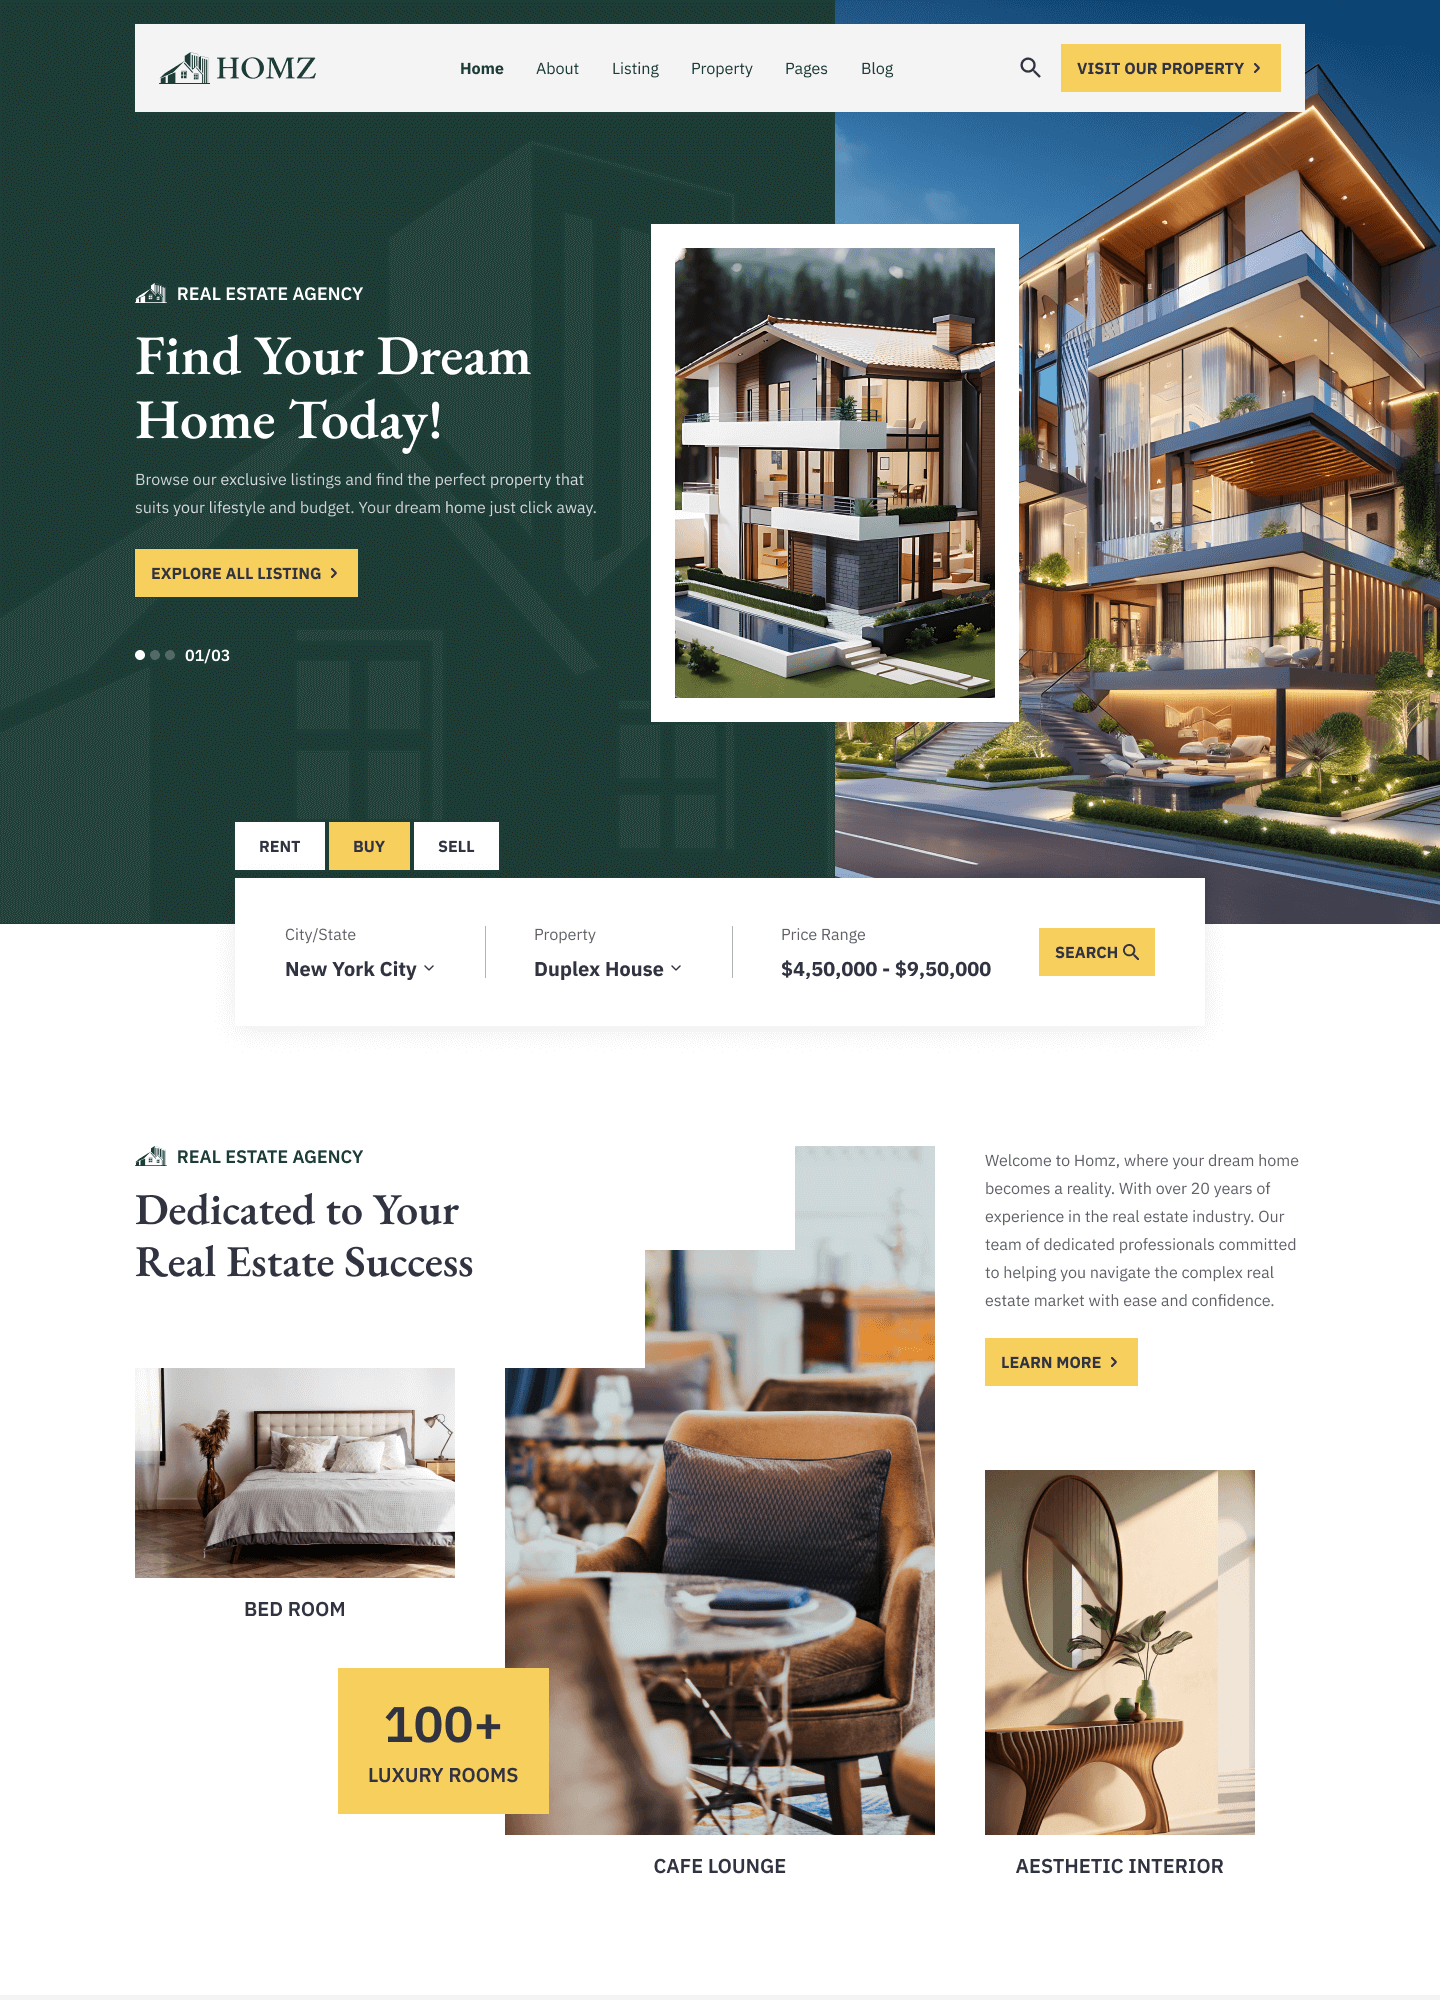 HOMZ
Home
About
Listing
Property
Pages
Blog
VISIT OUR PROPERTY
REAL ESTATE AGENCY
Find Your Dream
Home Today!
Browse our exclusive listings and find the perfect property that
suits your lifestyle and budget. Your dream home just click away.
EXPLORE ALL LISTING
01/03
RENT
BUY
SELL
City/State
New York City
Property
Duplex House
Price Range
$4,50,000 - $9,50,000
SEARCH
REAL ESTATE AGENCY
Dedicated to Your
Real Estate Success
Welcome to Homz, where your dream home
becomes a reality. With over 20 years of
experience in the real estate industry. Our
team of dedicated professionals committed
to helping you navigate the complex real
estate market with ease and confidence.
LEARN MORE
BED ROOM
100+
LUXURY ROOMS
CAFE LOUNGE
AESTHETIC INTERIOR